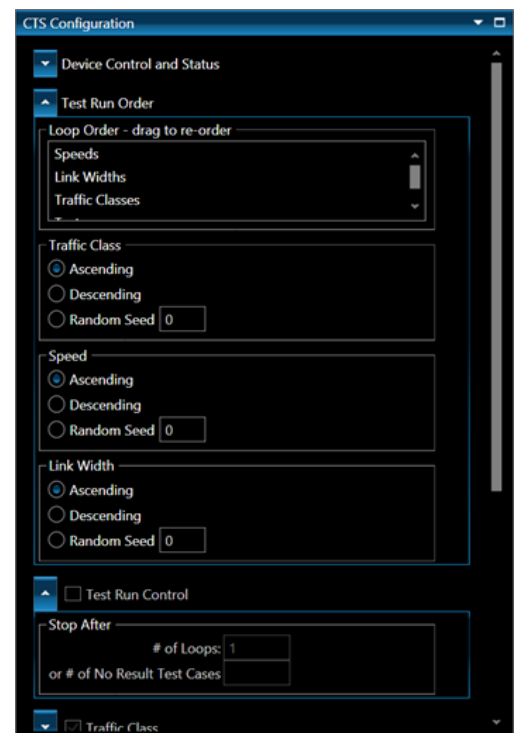 CTS Configuration
Device Control and Status
Test Run Order
Loop Order - drag to re-order
Speeds
Link Widths
Traffic Classes
Traffic Class
Ascending
Descending
Random Seed 0
Speed
Ascending
Descending
Random Seed 0
Link Width
Ascending
Descending
Random Seed 0
Test Run Control
Stop After
# of Loops: 1
or # of No Result Test Cases
Traffic Class